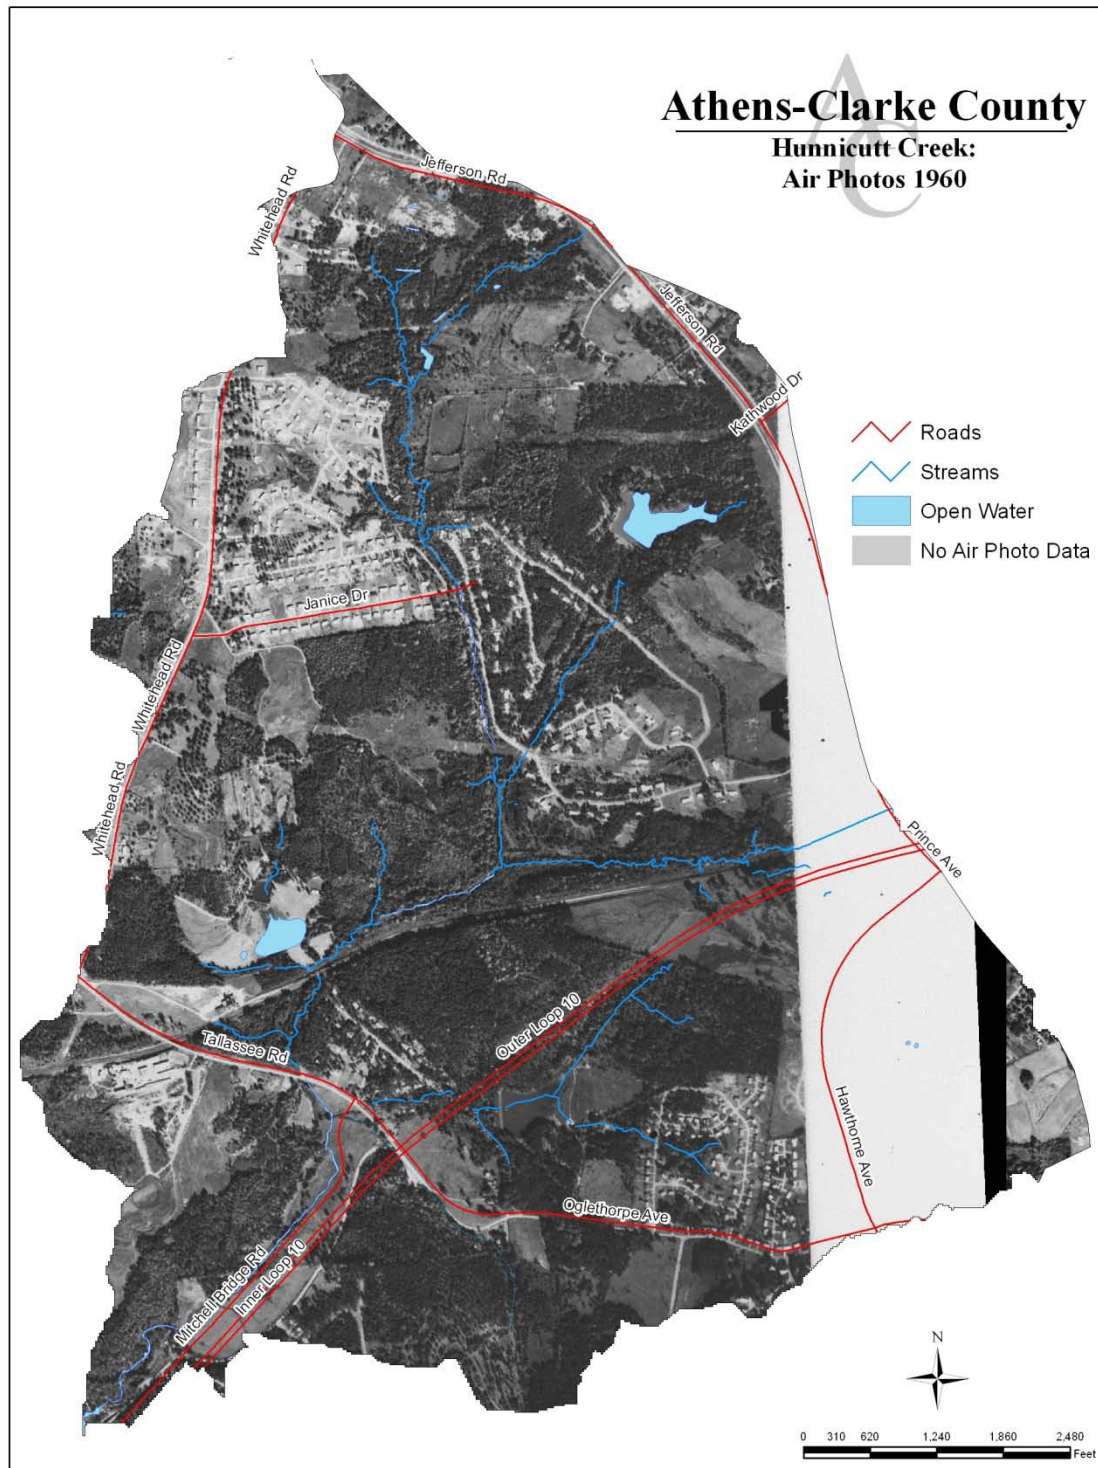 AC
Athens-Clarke County
Hunnicutt Creek:
Air Photos 1960
Jefferson Rd
Whitehead Rd
Jefferson Rd
Kathwood Dr
Roads
Streams
Open Water
No Air Photo Data
Janice Dr
Whitehead Rd
Whitehead Rd
Prince Ave
Outer Loop 10
Tallassee Rd
Hawthorne Ave
Oglethorpe Ave
Mitchell Bridge Rd
Inner Loop 10
N
0 310 620 1,240 1,860 2,480
Feet